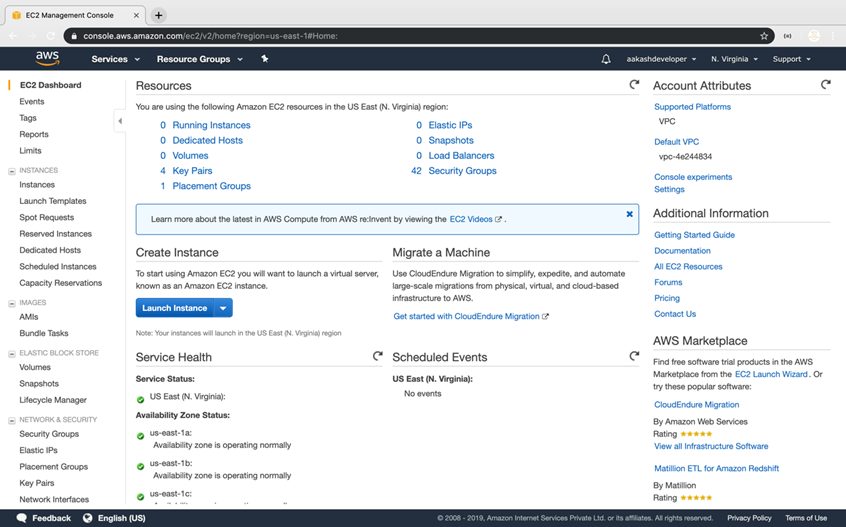 EC2 Management Console
console.aws.amazon.com/ec2/v2/home?region=us-east-1#Home:
aws
Services
Resource Groups
aakashdeveloper
N. Virginia
Support
EC2 Dashboard
Events
Tags
Reports
Limits
INSTANCES
Instances
Launch Templates
Spot Requests
Reserved Instances
Dedicated Hosts
Scheduled Instances
Capacity Reservations
IMAGES
AMIs
Bundle Tasks
ELASTIC BLOCK STORE
Volumes
Snapshots
Lifecycle Manager
NETWORK & SECURITY
Security Groups
Elastic IPs
Placement Groups
Key Pairs
Network Interfaces
Resources
You are using the following Amazon EC2 resources in the US East (N. Virginia) region:
0 Running Instances
0 Elastic IPs
0 Dedicated Hosts
0 Snapshots
0 Volumes
0 Load Balancers
4 Key Pairs
42 Security Groups
1 Placement Groups
Learn more about the latest in AWS Compute from AWS re:Invent by viewing the EC2 Videos .
Create Instance
To start using Amazon EC2 you will want to launch a virtual server,
known as an Amazon EC2 instance.
Launch Instance
Note: Your instances will launch in the US East (N. Virginia) region
Migrate a Machine
Use CloudEndure Migration to simplify, expedite, and automate
large-scale migrations from physical, virtual, and cloud-based
infrastructure to AWS.
Get started with CloudEndure Migration
Service Health
Service Status:
US East (N. Virginia):
Availability Zone Status:
us-east-1a:
Availability zone is operating normally
us-east-1b:
Availability zone is operating normally
us-east-1c:
Scheduled Events
US East (N. Virginia):
No events
Account Attributes
Supported Platforms
VPC
Default VPC
vpc-4e244834
Console experiments
Settings
Additional Information
Getting Started Guide
Documentation
All EC2 Resources
Forums
Pricing
Contact Us
AWS Marketplace
Find free software trial products in the AWS
Marketplace from the EC2 Launch Wizard. Or
try these popular software:
CloudEndure Migration
By Amazon Web Services
Rating
View all Infrastructure Software
Matillion ETL for Amazon Redshift
By Matillion
Rating
Feedback
English (US)
© 2008 - 2019, Amazon Internet Services Private Ltd. or its affiliates. All rights reserved.
Privacy Policy
Terms of Use